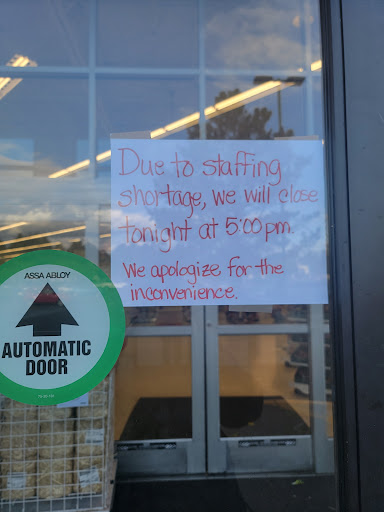 Due to staffing
shortage, we will close
tonight at 5:00 pm.
We apologize for the
inconvenience.
ASSA ABLOY
AUTOMATIC
DOOR